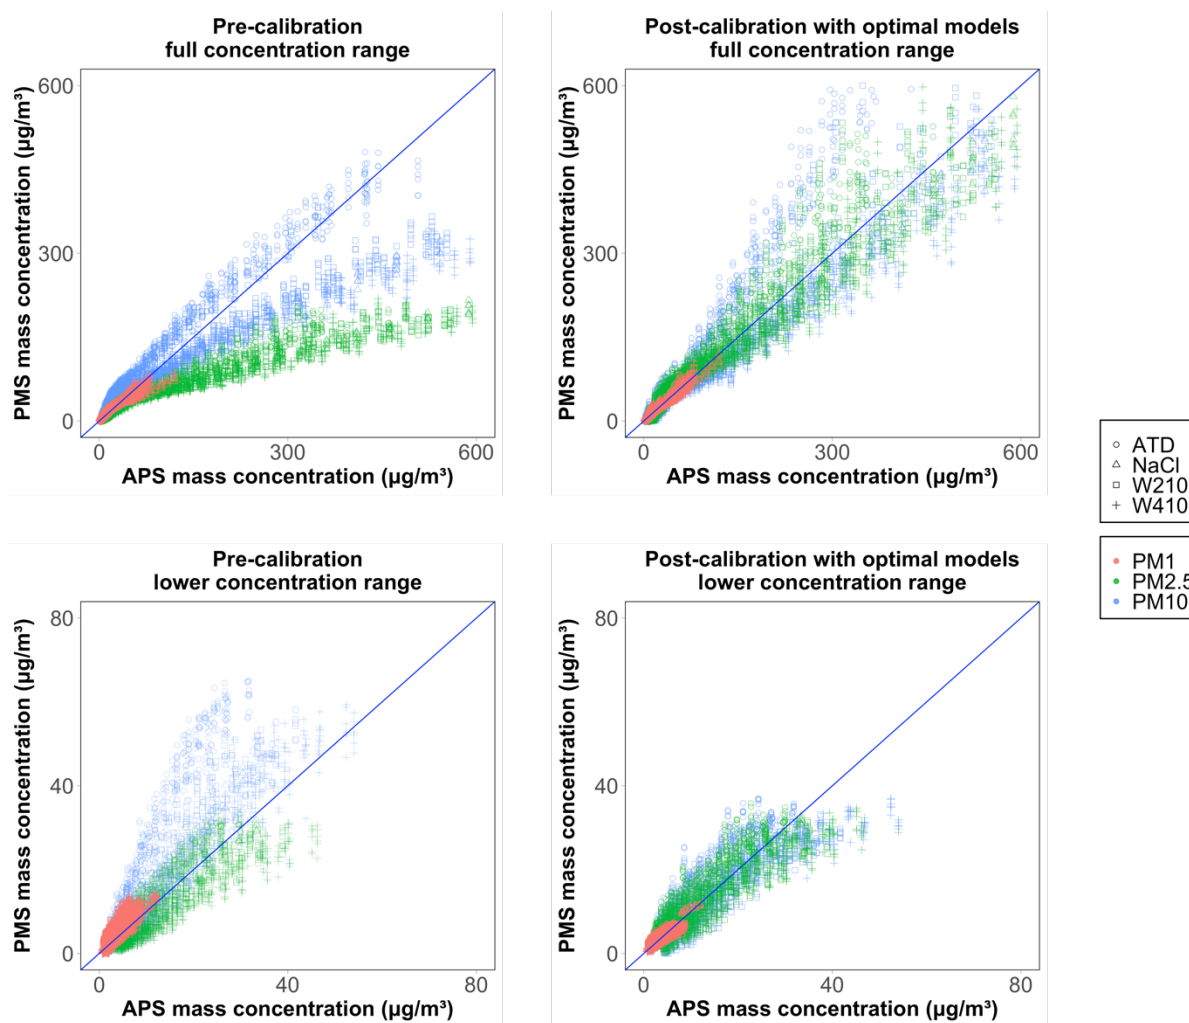 Pre-calibration
full concentration range
600
300
0
PMS mass concentration (µg/m³)
0 300 600
APS mass concentration (µg/m³)
Post-calibration with optimal models
full concentration range
600
300
0
PMS mass concentration (µg/m³)
0 300 600
APS mass concentration (µg/m³)
ATD
NaCl
W210
W410
PM1
PM2.5
PM10
Pre-calibration
lower concentration range
80
40
0
PMS mass concentration (µg/m³)
0 40 80
APS mass concentration (µg/m³)
Post-calibration with optimal models
lower concentration range
80
40
0
PMS mass concentration (µg/m³)
0 40 80
APS mass concentration (µg/m³)